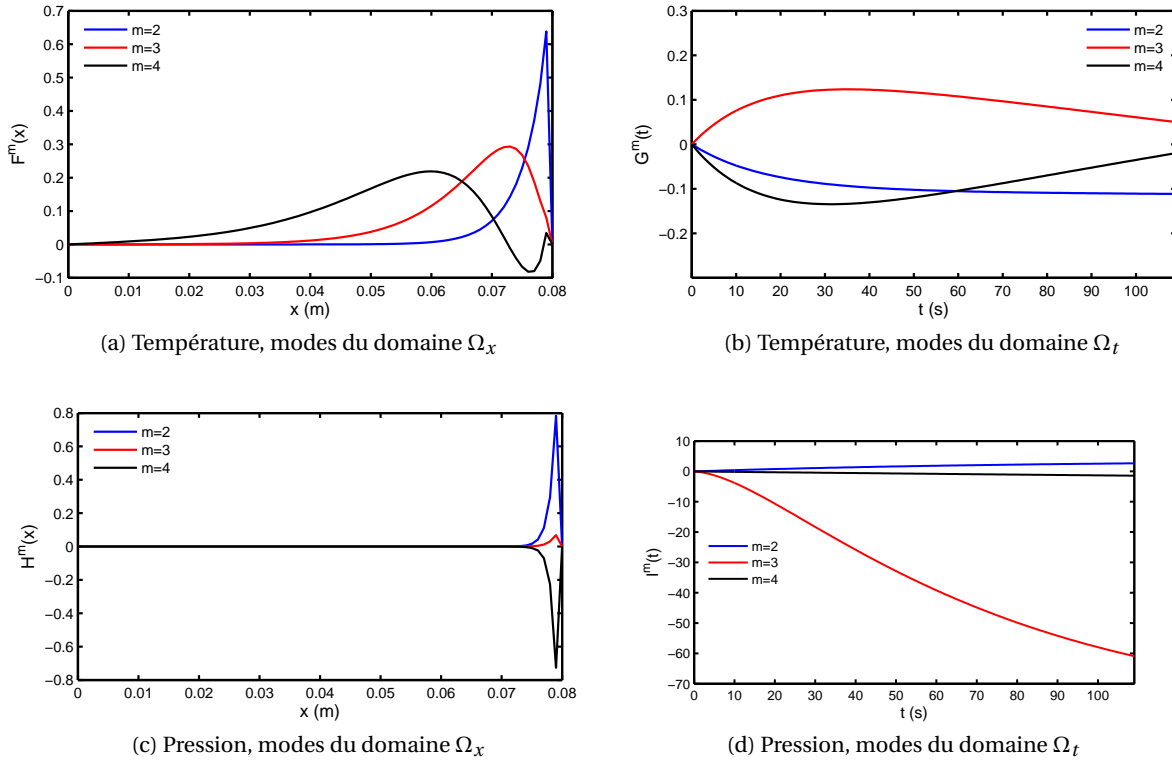 0.7
0.6
0.5
0.4
0.3
0.2
0.1
0
−0.1
F^m(x)
m=2
m=3
m=4
0 0.01 0.02 0.03 0.04 0.05 0.06 0.07 0.08
x (m)
(a) Température, modes du domaine Ω_x
0.3
0.2
0.1
0
−0.1
−0.2
G^m(t)
m=2
m=3
m=4
0 10 20 30 40 50 60 70 80 90 100
t (s)
(b) Température, modes du domaine Ω_t
0.8
0.6
0.4
0.2
0
−0.2
−0.4
−0.6
−0.8
H^m(x)
m=2
m=3
m=4
0 0.01 0.02 0.03 0.04 0.05 0.06 0.07 0.08
x (m)
(c) Pression, modes du domaine Ω_x
10
0
−10
−20
−30
−40
−50
−60
−70
I^m(t)
m=2
m=3
m=4
0 10 20 30 40 50 60 70 80 90 100
t (s)
(d) Pression, modes du domaine Ω_t